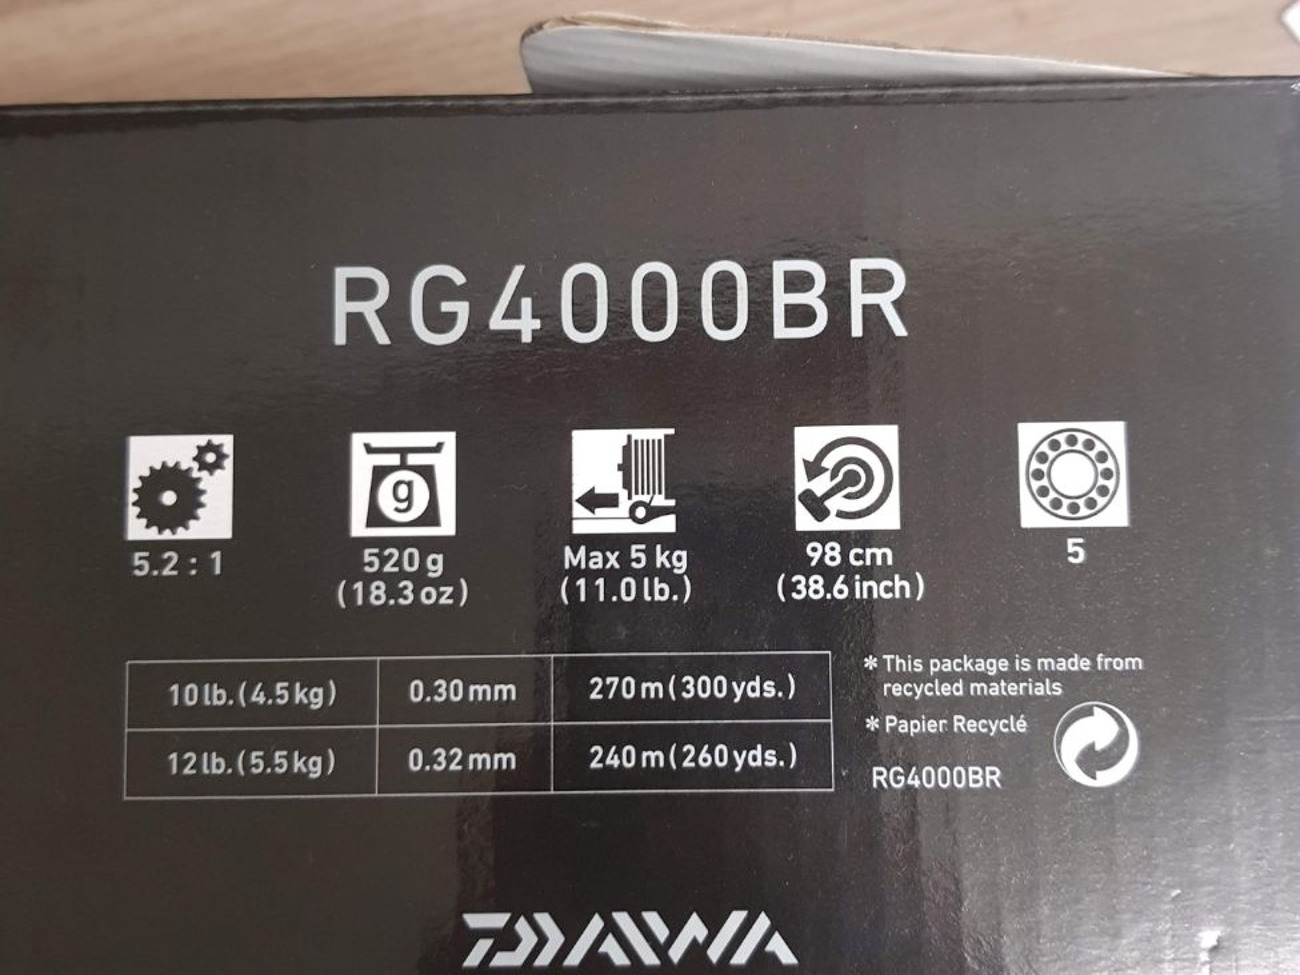 RG4000BR
g
5.2 : 1
520 g
(18.3 oz)
Max 5 kg
(11.0 lb.)
98 cm
(38.6 inch)
5
10 lb. (4.5 kg) 0.30 mm 270 m (300 yds.)
12 lb. (5.5 kg) 0.32 mm 240 m (260 yds.)
* This package is made from
recycled materials
* Papier Recyclé
RG4000BR
DAIWA